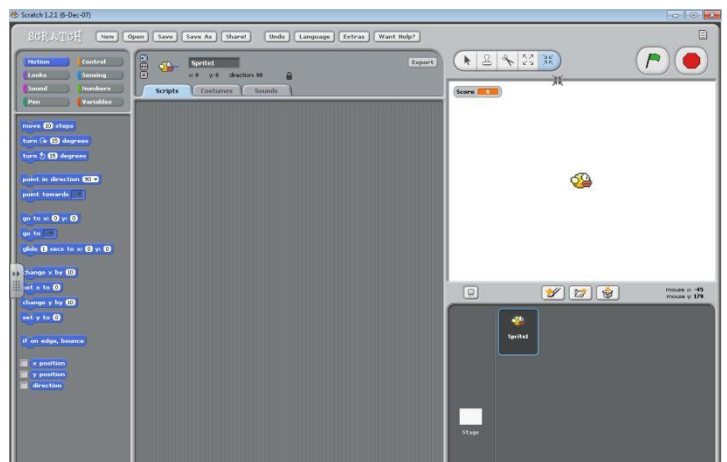 Scratch 1.2.1 (6-Dec-07)
SCRATCH New Open Save Save As Share! Undo Language Extras Want Help?
Motion Control
Looks Sensing
Sound Numbers
Pen Variables
Sprite1 Export
x: 0 y: 0 direction 90
Scripts Costumes Sounds
Score 0
move 10 steps
turn 15 degrees
turn 15 degrees
point in direction 90
point towards
go to x: 0 y: 0
go to
glide 1 secs to x: 0 y: 0
change x by 10
set x to 0
change y by 10
set y to 0
if on edge, bounce
x position
y position
direction
mouse x: -45
mouse y: 179
Sprite1
Stage